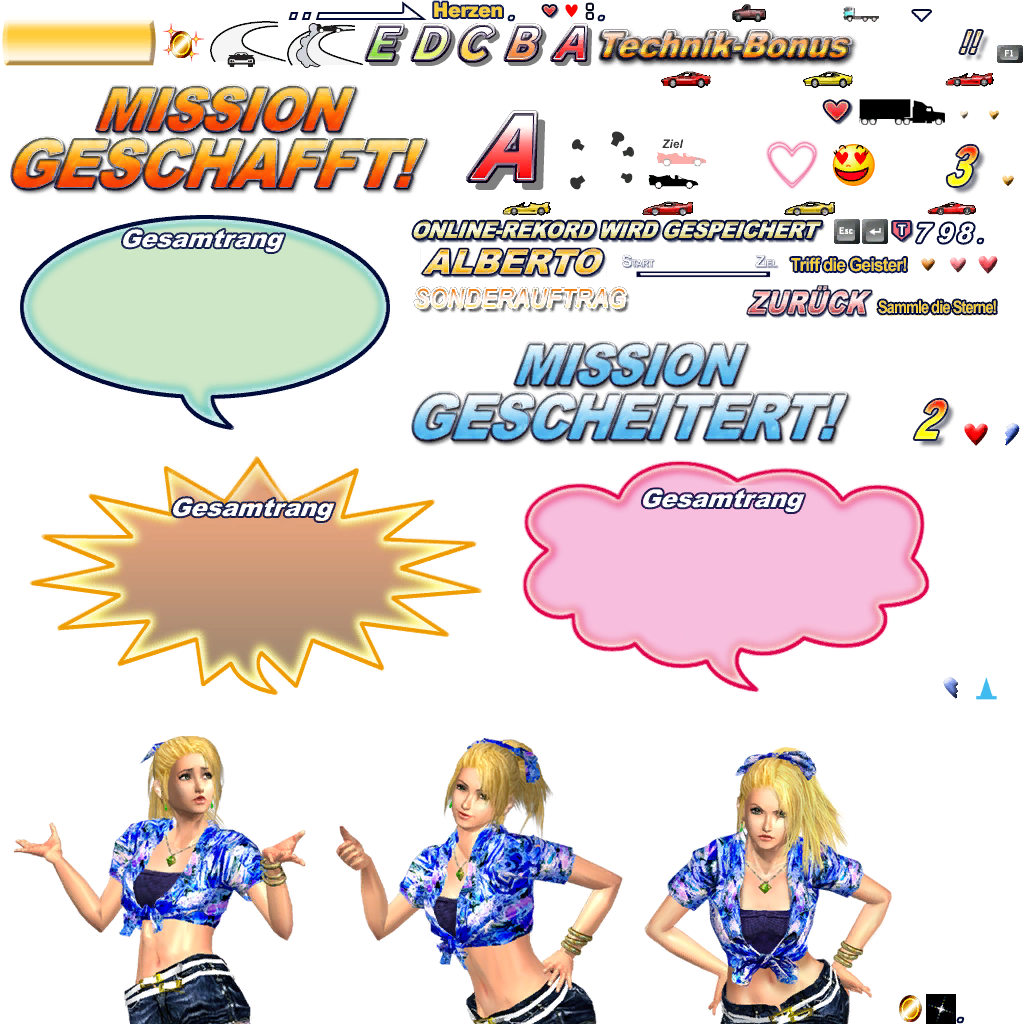 Herzen
E D C B A
Technik-Bonus
!!
F1
MISSION
GESCHAFFT!
A
Ziel
3
Gesamtrang
ONLINE-REKORD WIRD GESPEICHERT
Esc
T
798.
ALBERTO
START
ZIEL
Triff die Geister!
SONDERAUFTRAG
ZURÜCK
Sammle die Sterne!
MISSION
GESCHEITERT!
2
Gesamtrang
Gesamtrang